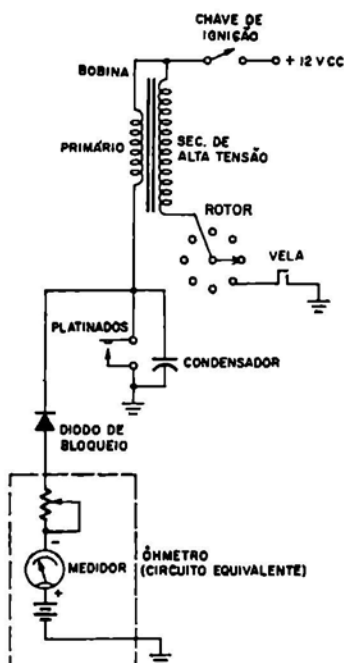 CHAVE DE
IGNIÇÃO
+ 12 V CC
BOBINA
PRIMÁRIO
SEC. DE
ALTA TENSÃO
ROTOR
VELA
PLATINADOS
CONDENSADOR
DIODO DE
BLOQUEIO
-
MEDIDOR
+
ÔHMETRO
(CIRCUITO EQUIVALENTE)